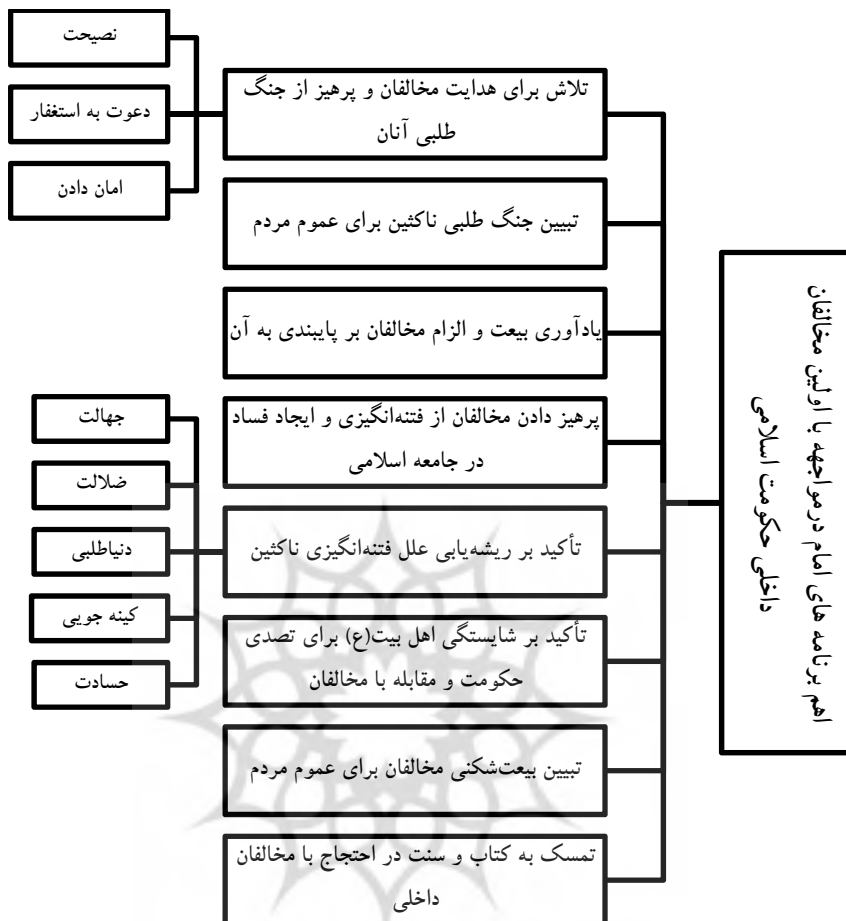 اهم برنامه های امام در مواجهه با اولین مخالفان
داخلی حکومت اسلامی
تلاش برای هدایت مخالفان و پرهیز از جنگ
طلبی آنان
نصیحت
دعوت به استغفار
امان دادن
تبیین جنگ طلبی ناکثین برای عموم مردم
یادآوری بیعت و الزام مخالفان بر پایبندی به آن
پرهیز دادن مخالفان از فتنه‌انگیزی و ایجاد فساد
در جامعه اسلامی
تأکید بر ریشه‌یابی علل فتنه‌انگیزی ناکثین
جهالت
ضلالت
دنیاطلبی
کینه جویی
حسادت
تأکید بر شایستگی اهل بیت(ع) برای تصدی
حکومت و مقابله با مخالفان
تبیین بیعت‌شکنی مخالفان برای عموم مردم
تمسک به کتاب و سنت در احتجاج با مخالفان
داخلی